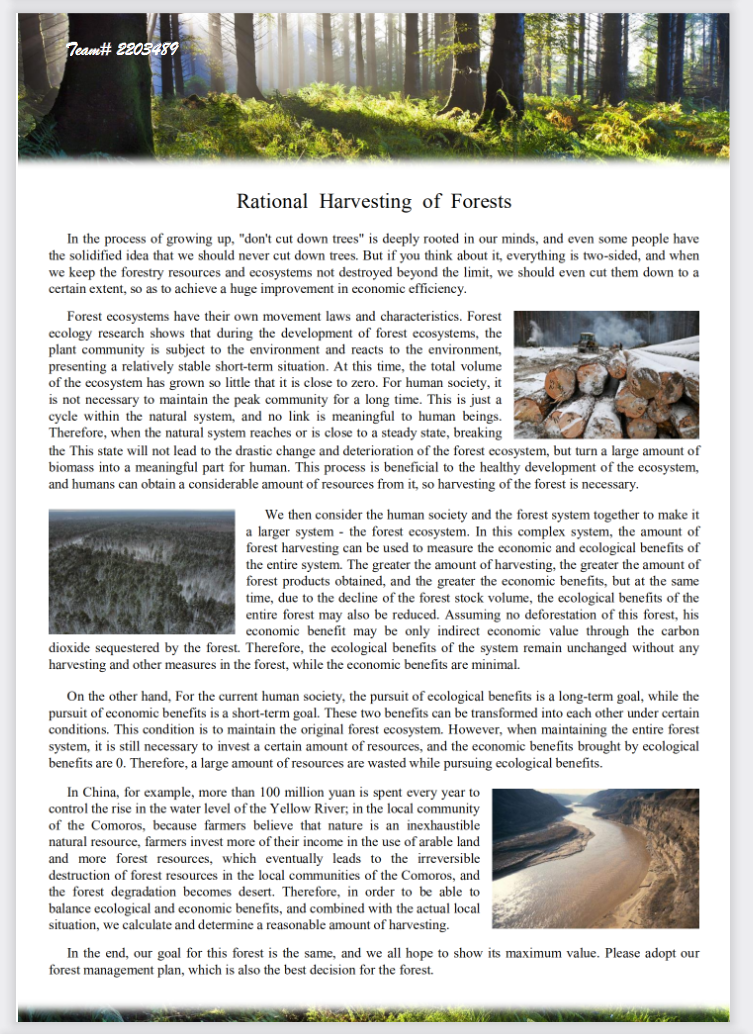 Team# 2203489
Rational Harvesting of Forests
In the process of growing up, "don't cut down trees" is deeply rooted in our minds, and even some people have
the solidified idea that we should never cut down trees. But if you think about it, everything is two-sided, and when
we keep the forestry resources and ecosystems not destroyed beyond the limit, we should even cut them down to a
certain extent, so as to achieve a huge improvement in economic efficiency.
Forest ecosystems have their own movement laws and characteristics. Forest
ecology research shows that during the development of forest ecosystems, the
plant community is subject to the environment and reacts to the environment,
presenting a relatively stable short-term situation. At this time, the total volume
of the ecosystem has grown so little that it is close to zero. For human society, it
is not necessary to maintain the peak community for a long time. This is just a
cycle within the natural system, and no link is meaningful to human beings.
Therefore, when the natural system reaches or is close to a steady state, breaking
the This state will not lead to the drastic change and deterioration of the forest ecosystem, but turn a large amount of
biomass into a meaningful part for human. This process is beneficial to the healthy development of the ecosystem,
and humans can obtain a considerable amount of resources from it, so harvesting of the forest is necessary.
We then consider the human society and the forest system together to make it
a larger system - the forest ecosystem. In this complex system, the amount of
forest harvesting can be used to measure the economic and ecological benefits of
the entire system. The greater the amount of harvesting, the greater the amount of
forest products obtained, and the greater the economic benefits, but at the same
time, due to the decline of the forest stock volume, the ecological benefits of the
entire forest may also be reduced. Assuming no deforestation of this forest, his
economic benefit may be only indirect economic value through the carbon
dioxide sequestered by the forest. Therefore, the ecological benefits of the system remain unchanged without any
harvesting and other measures in the forest, while the economic benefits are minimal.
On the other hand, For the current human society, the pursuit of ecological benefits is a long-term goal, while the
pursuit of economic benefits is a short-term goal. These two benefits can be transformed into each other under certain
conditions. This condition is to maintain the original forest ecosystem. However, when maintaining the entire forest
system, it is still necessary to invest a certain amount of resources, and the economic benefits brought by ecological
benefits are 0. Therefore, a large amount of resources are wasted while pursuing ecological benefits.
In China, for example, more than 100 million yuan is spent every year to
control the rise in the water level of the Yellow River; in the local community
of the Comoros, because farmers believe that nature is an inexhaustible
natural resource, farmers invest more of their income in the use of arable land
and more forest resources, which eventually leads to the irreversible
destruction of forest resources in the local communities of the Comoros, and
the forest degradation becomes desert. Therefore, in order to be able to
balance ecological and economic benefits, and combined with the actual local
situation, we calculate and determine a reasonable amount of harvesting.
In the end, our goal for this forest is the same, and we all hope to show its maximum value. Please adopt our
forest management plan, which is also the best decision for the forest.